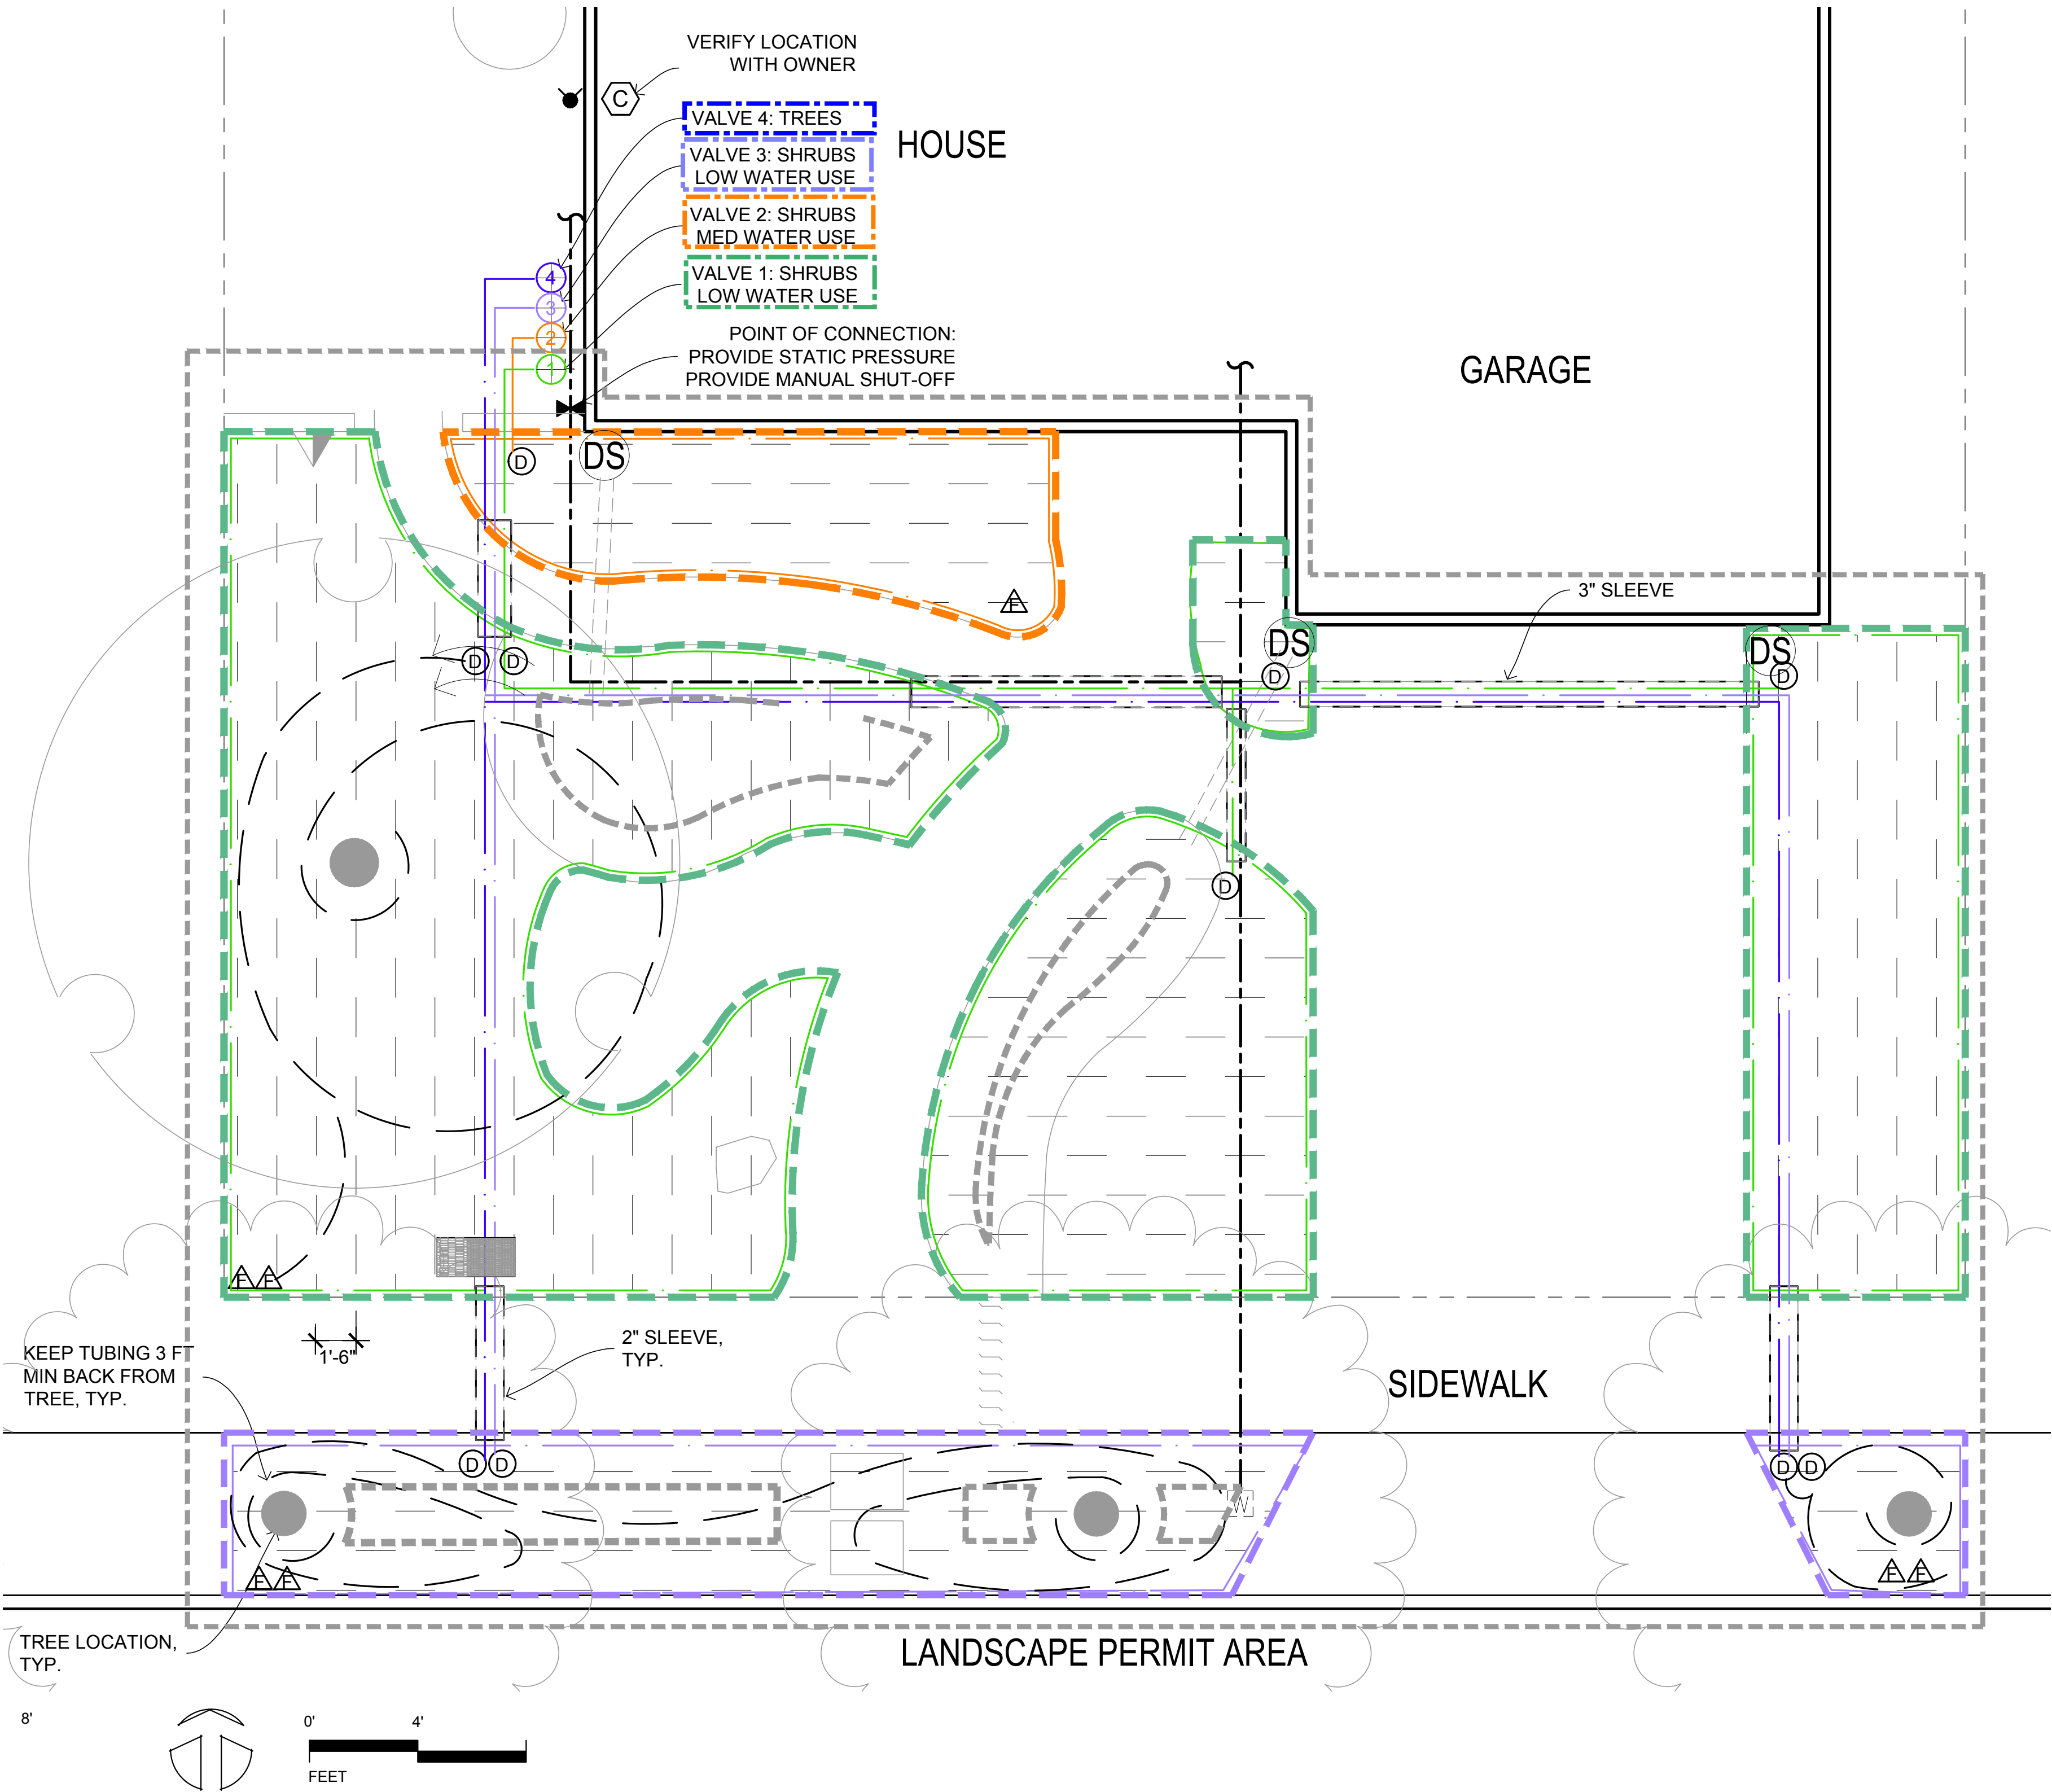 VERIFY LOCATION
WITH OWNER
C
VALVE 4: TREES
HOUSE
VALVE 3: SHRUBS
LOW WATER USE
VALVE 2: SHRUBS
MED WATER USE
4
VALVE 1: SHRUBS
LOW WATER USE
3
2
POINT OF CONNECTION:
PROVIDE STATIC PRESSURE
PROVIDE MANUAL SHUT-OFF
1
GARAGE
D
DS
F
3" SLEEVE
DS
DS
D
D
D
D
D
F
F
1'-6"
2" SLEEVE,
TYP.
KEEP TUBING 3 FT
MIN BACK FROM
TREE, TYP.
SIDEWALK
D
D
D
D
W
F
F
F
F
TREE LOCATION,
TYP.
LANDSCAPE PERMIT AREA
8'
0'
4'
FEET